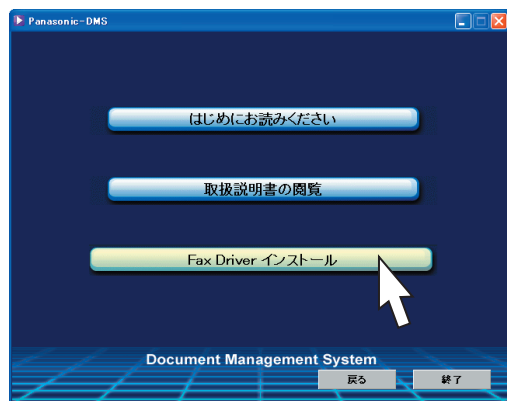 Panasonic-DMS
はじめにお読みください
取扱説明書の閲覧
Fax Driver インストール
Document Management System
戻る
終了